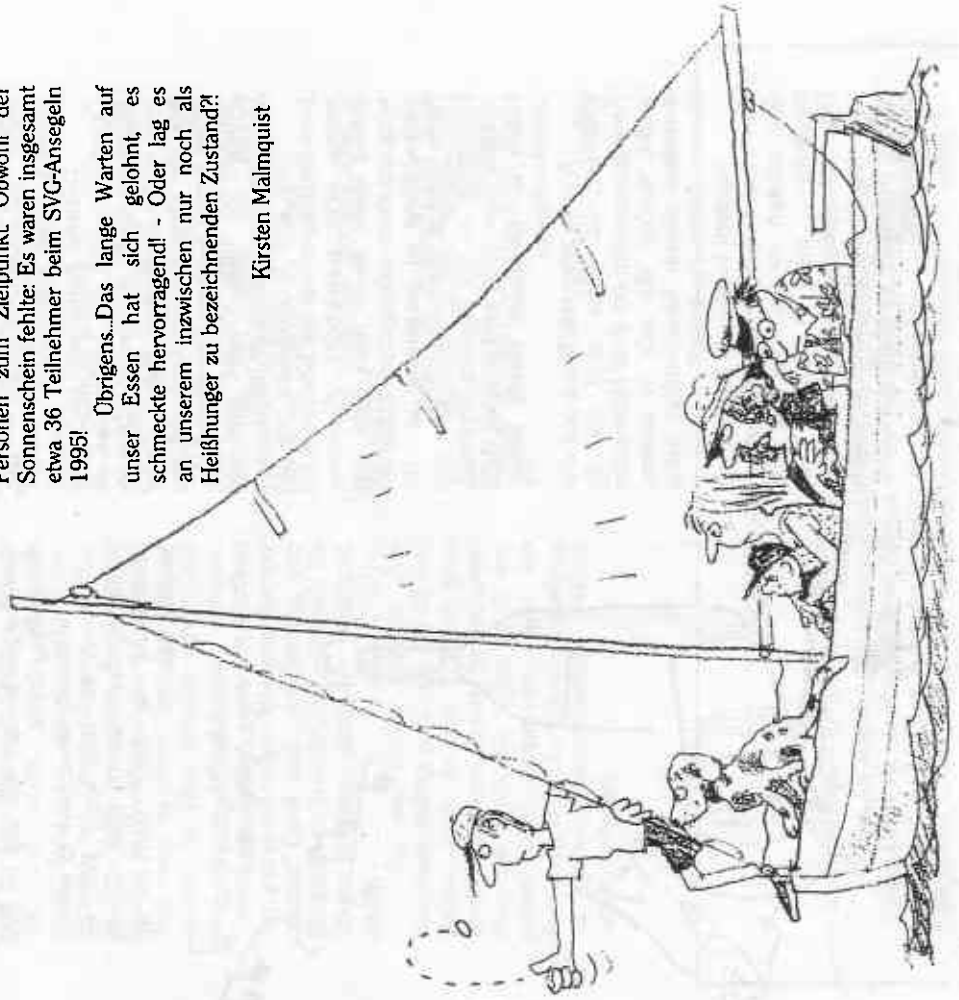 Personen zum Zielpunkt Obwohl der
Sonnenschein fehlte: Es waren insgesamt
etwa 36 Teilnehmer beim SVG-Ansegeln
1995!
Übrigens...Das lange Warten auf
unser Essen hat sich gelohnt, es
schmeckte hervorragend! - Oder lag es
an unserem inzwischen nur noch als
Heißhunger zu bezeichnenden Zustand?!
Kirsten Malmquist